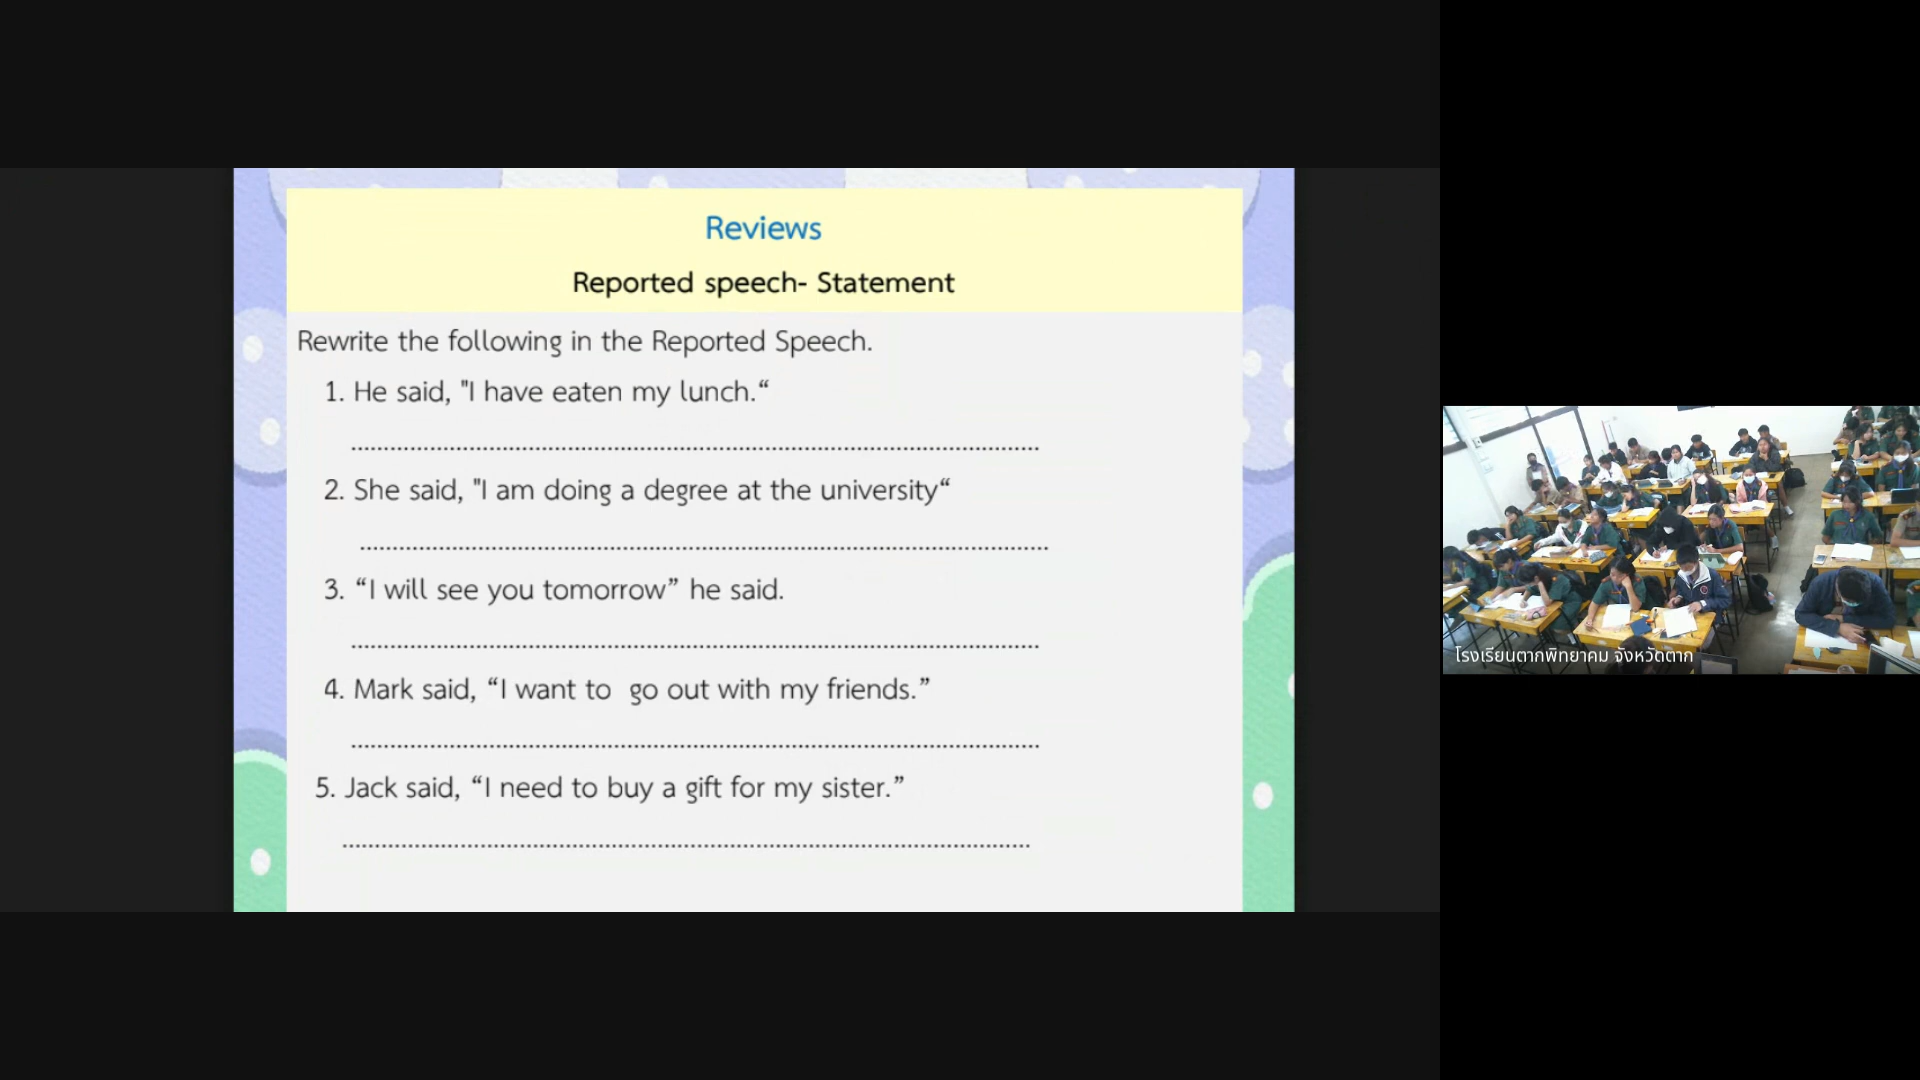 Reviews
Reported speech- Statement
Rewrite the following in the Reported Speech.
1. He said, "I have eaten my lunch.“
........................................................................................................
2. She said, "I am doing a degree at the university“
........................................................................................................
3. “I will see you tomorrow” he said.
........................................................................................................
4. Mark said, “I want to  go out with my friends.”
........................................................................................................
5. Jack said, “I need to buy a gift for my sister.”
........................................................................................................
โรงเรียนตากพิทยาคม จังหวัดตาก